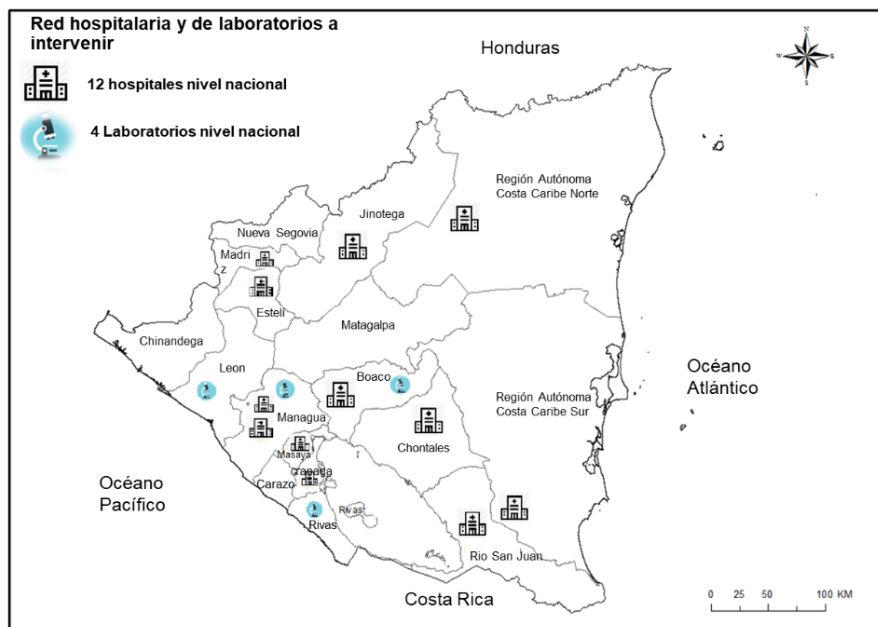 Red hospitalaria y de laboratorios a
intervenir
12 hospitales nivel nacional
4 Laboratorios nivel nacional
Honduras
N
W
E
S
Región Autónoma
Costa Caribe Norte
Jinotega
Nueva Segovia
Madri
z
Estelí
Matagalpa
Chinandega
Leon
Boaco
Océano
Atlántico
Región Autónoma
Costa Caribe Sur
Managua
Chontales
Masaya
Granada
Carazo
Océano
Pacífico
Rivas
Rivas
Rio San Juan
Costa Rica
0 25 50 100 KM